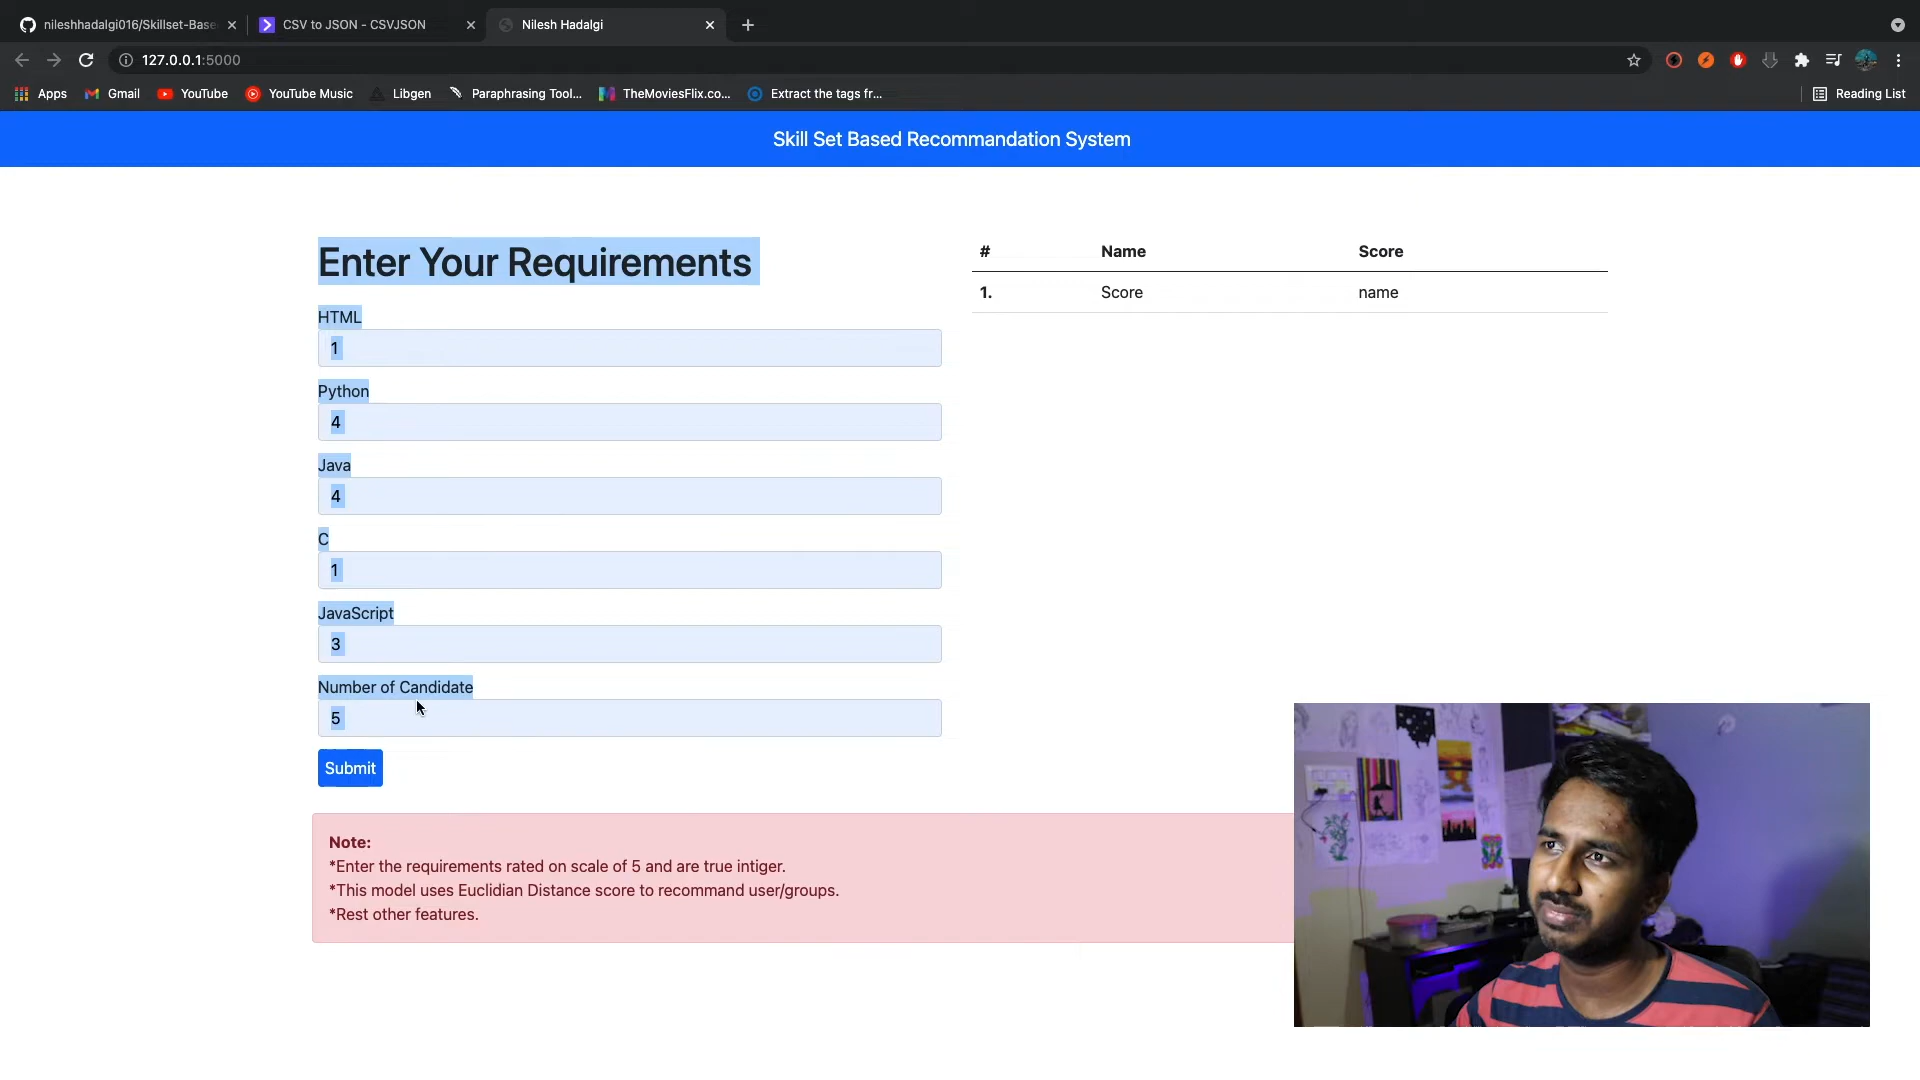 nileshhadalgi016/Skillset-Base
CSV to JSON - CSVJSON
Nilesh Hadalgi
127.0.0.1:5000
Apps
Gmail
YouTube
YouTube Music
Libgen
Paraphrasing Tool...
TheMoviesFlix.co...
Extract the tags fr...
Reading List
Skill Set Based Recommandation System
Enter Your Requirements
HTML
1
Python
4
Java
4
C
1
JavaScript
3
Number of Candidate
5
Submit
# Name Score
1. Score name
Note:
*Enter the requirements rated on scale of 5 and are true intiger.
*This model uses Euclidian Distance score to recommand user/groups.
*Rest other features.